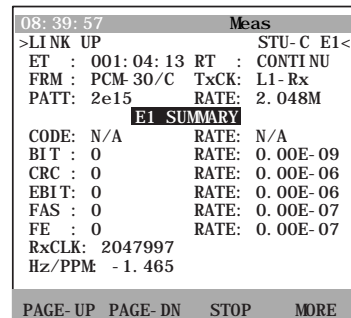 08:39:57 Meas
>LINK UP STU-C E1<
ET : 001:04:13 RT : CONTINU
FRM : PCM-30/C TxCK: L1-Rx
PATT: 2e15 RATE: 2.048M
E1 SUMMARY
CODE: N/A RATE: N/A
BIT : 0 RATE: 0.00E-09
CRC : 0 RATE: 0.00E-06
EBIT: 0 RATE: 0.00E-06
FAS : 0 RATE: 0.00E-07
FE : 0 RATE: 0.00E-07
RxCLK: 2047997
Hz/PPM: -1.465
PAGE-UP PAGE-DN STOP MORE